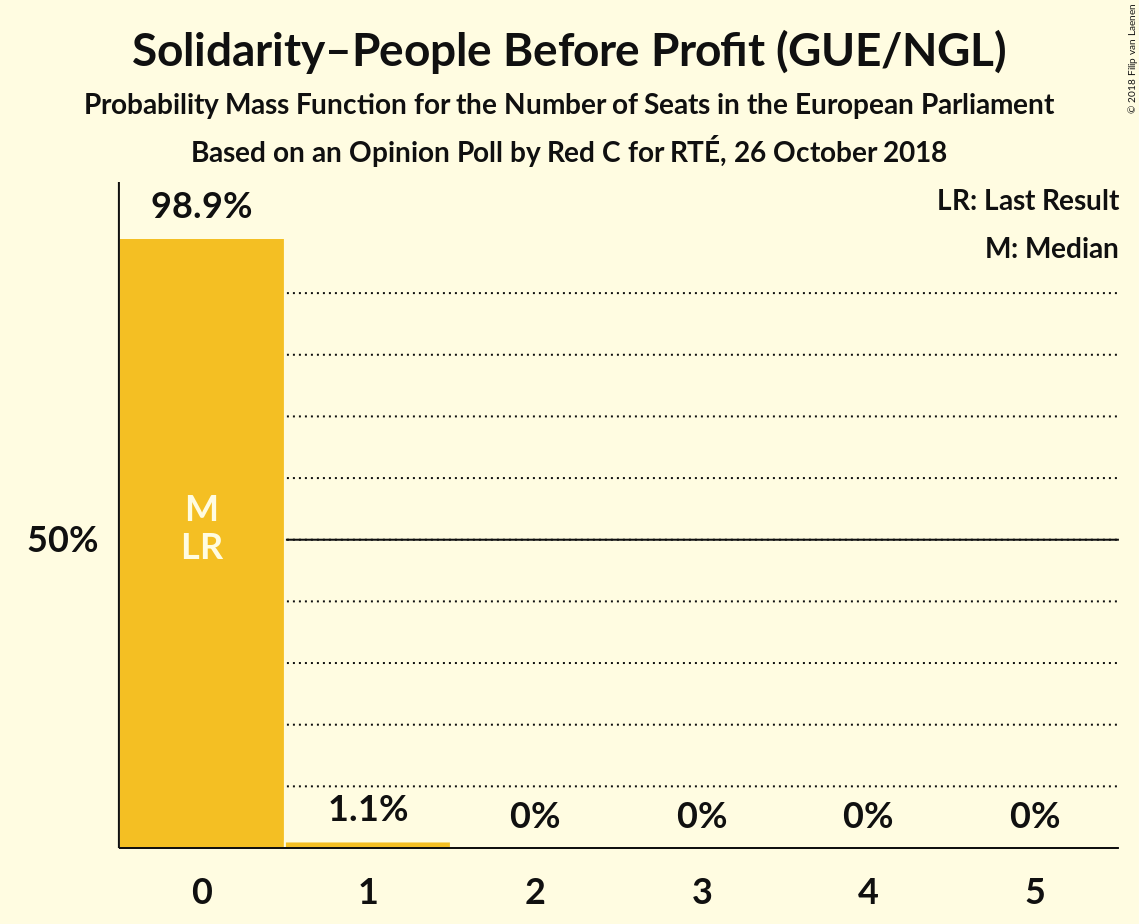 Solidarity–People Before Profit (GUE/NGL)
Probability Mass Function for the Number of Seats in the European Parliament
Based on an Opinion Poll by Red C for RTÉ, 26 October 2018
© 2018 Filip van Laenen
LR: Last Result
M: Median
98.9%
M
LR
50%
1.1%
0%
0%
0%
0%
0
1
2
3
4
5